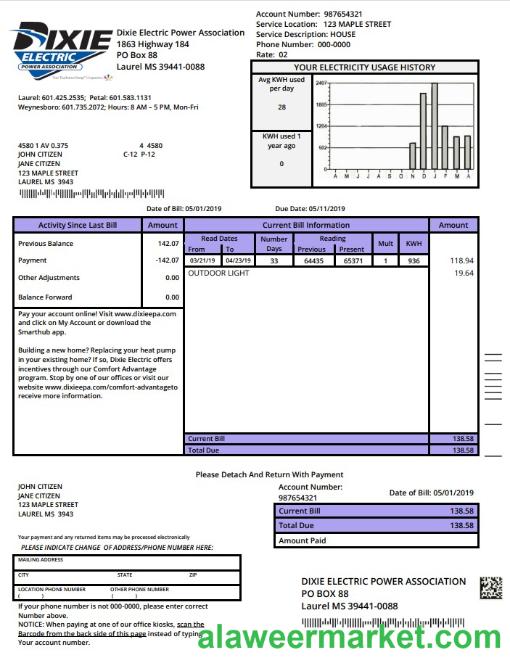 DIXIE
ELECTRIC
POWER ASSOCIATION
Dixie Electric Power Association
1863 Highway 184
PO Box 88
Laurel MS 39441-0088
Account Number: 987654321
Service Location: 123 MAPLE STREET
Service Description: HOUSE
Phone Number: 000-0000
Rate: 02
Laurel: 601.425.2535; Petal: 601.583.1131
Waynesboro: 601.735.2072; Hours: 8 AM – 5 PM, Mon-Fri
YOUR ELECTRICITY USAGE HISTORY
Avg KWH used
per day
28
KWH used 1
year ago
0
2407
1805
1204
602
0
A M J J A S O N D J F M A
4580 1 AV 0.375 4 4580
JOHN CITIZEN C-12 P-12
JANE CITIZEN
123 MAPLE STREET
LAUREL MS 3943
Date of Bill: 05/01/2019 Due Date: 05/11/2019
Activity Since Last Bill Amount
Previous Balance 142.07
Payment -142.07
Other Adjustments 0.00
Balance Forward 0.00
Current Bill Information Amount
Read Dates Number Reading Mult KWH
From To Days Previous Present
03/21/19 04/23/19 33 64435 65371 1 936 118.94
OUTDOOR LIGHT 19.64
Pay your account online! Visit www.dixieepa.com
and click on My Account or download the
Smarthub app.
Building a new home? Replacing your heat pump
in your existing home? if so, Dixie Electric offers
incentives through our Comfort Advantage
program. Stop by one of our offices or visit our
website www.dixieepa.com/comfort-advantageto
receive more information.
Current Bill 138.58
Total Due 138.58
Please Detach And Return With Payment
JOHN CITIZEN
JANE CITIZEN
123 MAPLE STREET
LAUREL MS 3943
Account Number:
987654321
Date of Bill: 05/01/2019
Current Bill 138.58
Total Due 138.58
Amount Paid
Your payment and any returned items may be processed electronically
PLEASE INDICATE CHANGE OF ADDRESS/PHONE NUMBER HERE:
MAILING ADDRESS
CITY STATE ZIP
LOCATION PHONE NUMBER OTHER PHONE NUMBER
( ) ( )
If your phone number is not 000-0000, please enter correct
Number above.
NOTICE: When paying at one of our office kiosks, scan the
Barcode from the back side of this page instead of typing
Your account number.
DIXIE ELECTRIC POWER ASSOCIATION
PO BOX 88
Laurel MS 39441-0088
alaweermarket.com